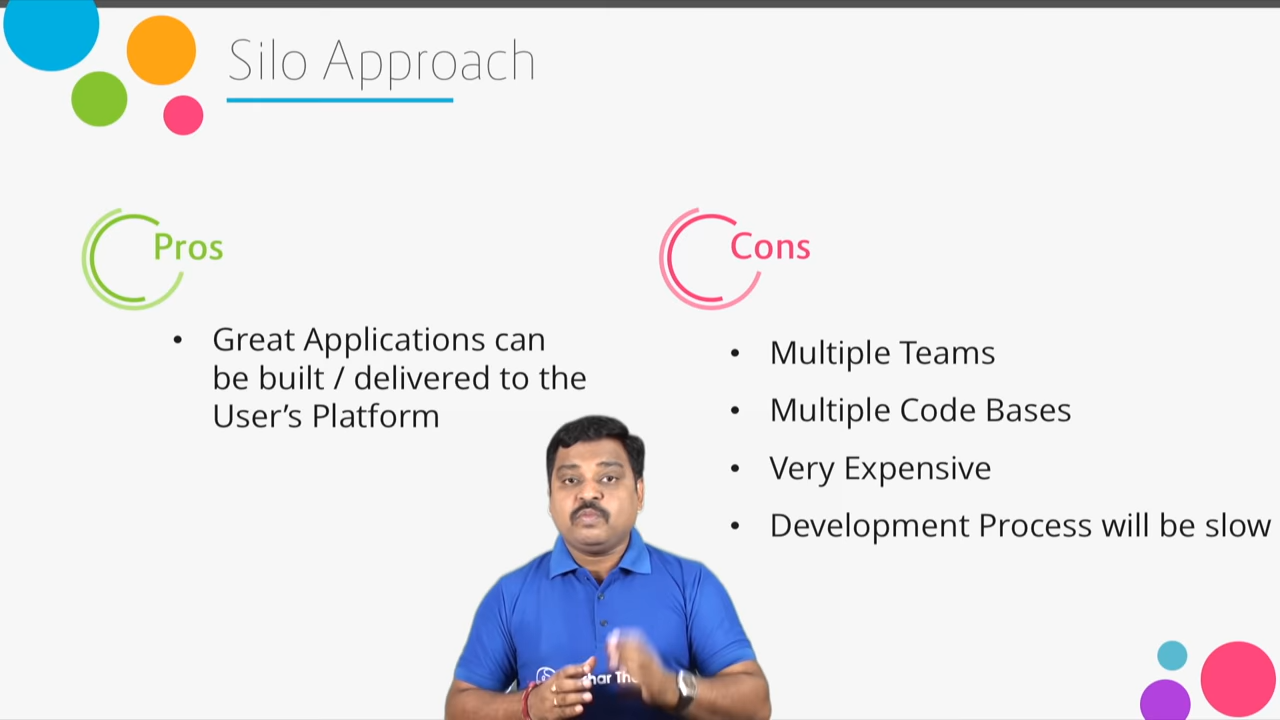 Silo Approach
Pros
Great Applications can
be built / delivered to the
User’s Platform
Cons
Multiple Teams
Multiple Code Bases
Very Expensive
Development Process will be slow